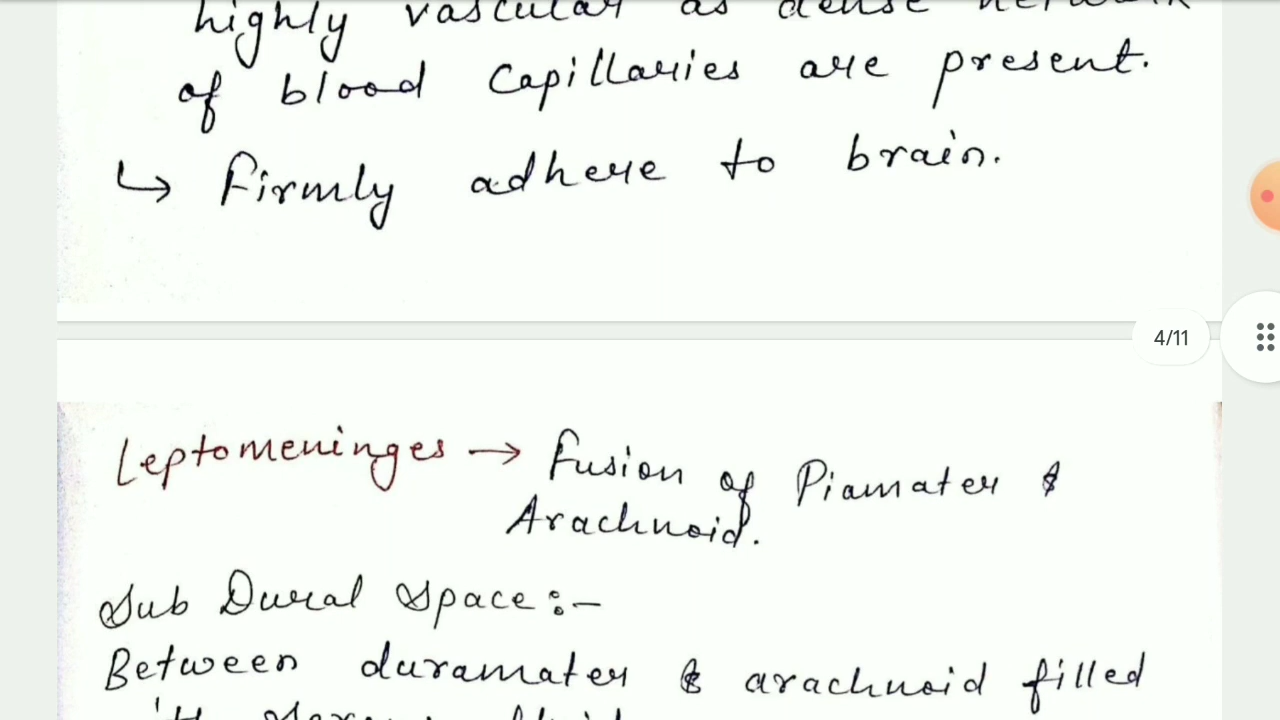 highly vascular as dense network
of blood Capillaries are present.
↳ Firmly adhere to brain.
4/11
Leptomeninges → Fusion of Piamater &
Arachnoid.
Sub Dural Space :-
Between duramater & arachnoid filled